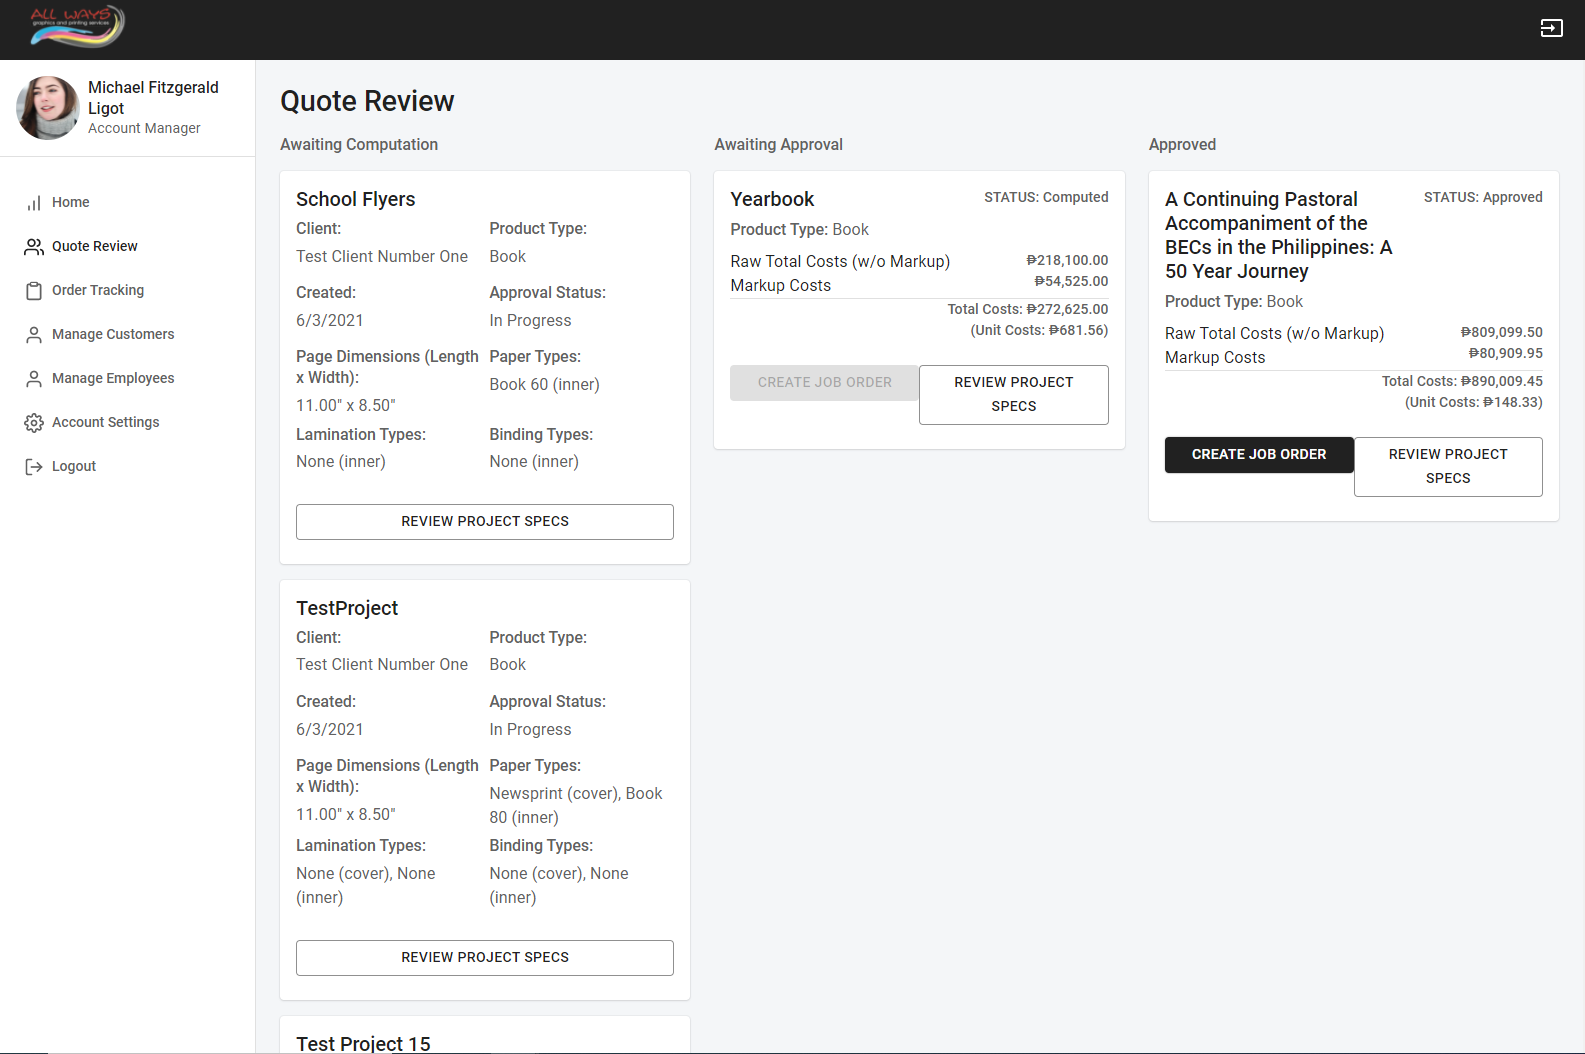 ALL WAYS
graphics and printing services
Michael Fitzgerald
Ligot
Account Manager
Home
Quote Review
Order Tracking
Manage Customers
Manage Employees
Account Settings
Logout
Quote Review
Awaiting Computation
School Flyers
Client:
Test Client Number One
Product Type:
Book
Created:
6/3/2021
Approval Status:
In Progress
Page Dimensions (Length
x Width):
11.00" x 8.50"
Paper Types:
Book 60 (inner)
Lamination Types:
None (inner)
Binding Types:
None (inner)
REVIEW PROJECT SPECS
TestProject
Client:
Test Client Number One
Product Type:
Book
Created:
6/3/2021
Approval Status:
In Progress
Page Dimensions (Length
x Width):
11.00" x 8.50"
Paper Types:
Newsprint (cover), Book
80 (inner)
Lamination Types:
None (cover), None
(inner)
Binding Types:
None (cover), None
(inner)
REVIEW PROJECT SPECS
Test Project 15
Awaiting Approval
Yearbook
STATUS: Computed
Product Type: Book
Raw Total Costs (w/o Markup) ₱218,100.00
Markup Costs ₱54,525.00
Total Costs: ₱272,625.00
(Unit Costs: ₱681.56)
CREATE JOB ORDER
REVIEW PROJECT
SPECS
Approved
A Continuing Pastoral
Accompaniment of the
BECs in the Philippines: A
50 Year Journey
STATUS: Approved
Product Type: Book
Raw Total Costs (w/o Markup) ₱809,099.50
Markup Costs ₱80,909.95
Total Costs: ₱890,009.45
(Unit Costs: ₱148.33)
CREATE JOB ORDER
REVIEW PROJECT
SPECS